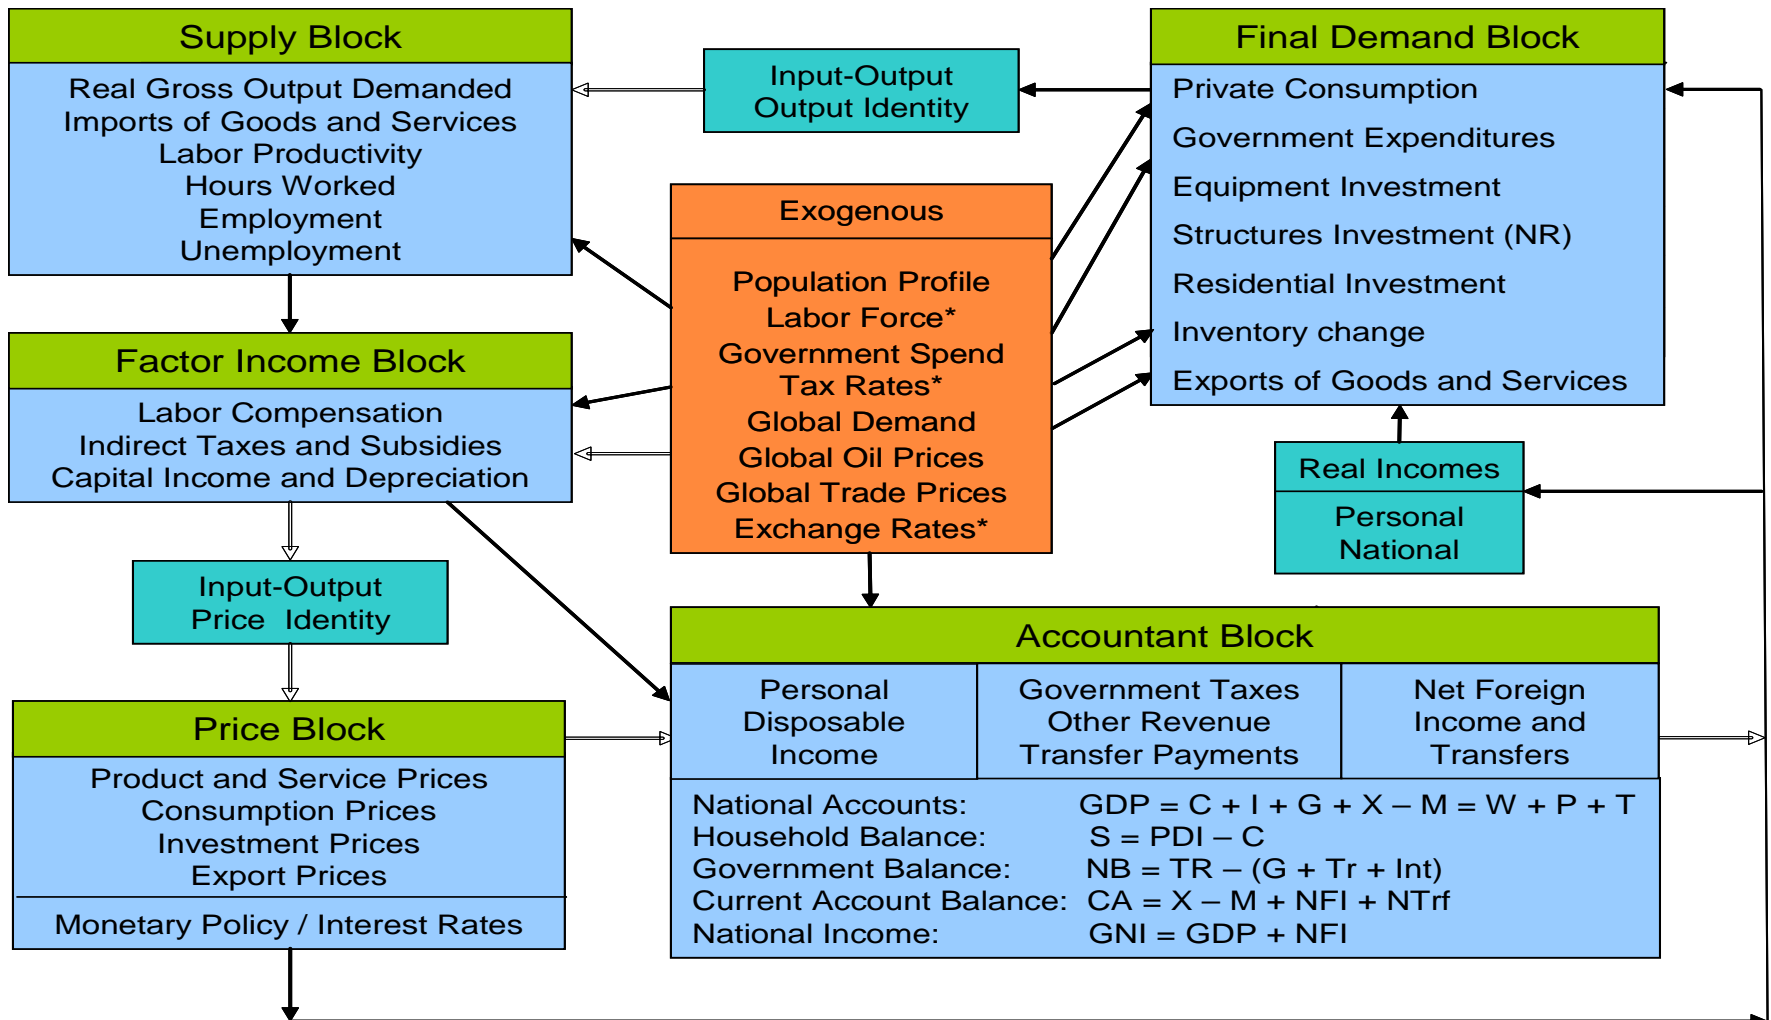 Supply Block
Real Gross Output Demanded
Imports of Goods and Services
Labor Productivity
Hours Worked
Employment
Unemployment
Input-Output
Output Identity
Final Demand Block
Private Consumption
Government Expenditures
Equipment Investment
Structures Investment (NR)
Residential Investment
Inventory change
Exports of Goods and Services
Exogenous
Population Profile
Labor Force*
Government Spend
Tax Rates*
Global Demand
Global Oil Prices
Global Trade Prices
Exchange Rates*
Factor Income Block
Labor Compensation
Indirect Taxes and Subsidies
Capital Income and Depreciation
Real Incomes
Personal
National
Input-Output
Price Identity
Price Block
Product and Service Prices
Consumption Prices
Investment Prices
Export Prices
Monetary Policy / Interest Rates
Accountant Block
Personal
Disposable
Income
Government Taxes
Other Revenue
Transfer Payments
Net Foreign
Income and
Transfers
National Accounts: GDP = C + I + G + X – M = W + P + T
Household Balance: S = PDI – C
Government Balance: NB = TR – (G + Tr + Int)
Current Account Balance: CA = X – M + NFI + NTrf
National Income: GNI = GDP + NFI